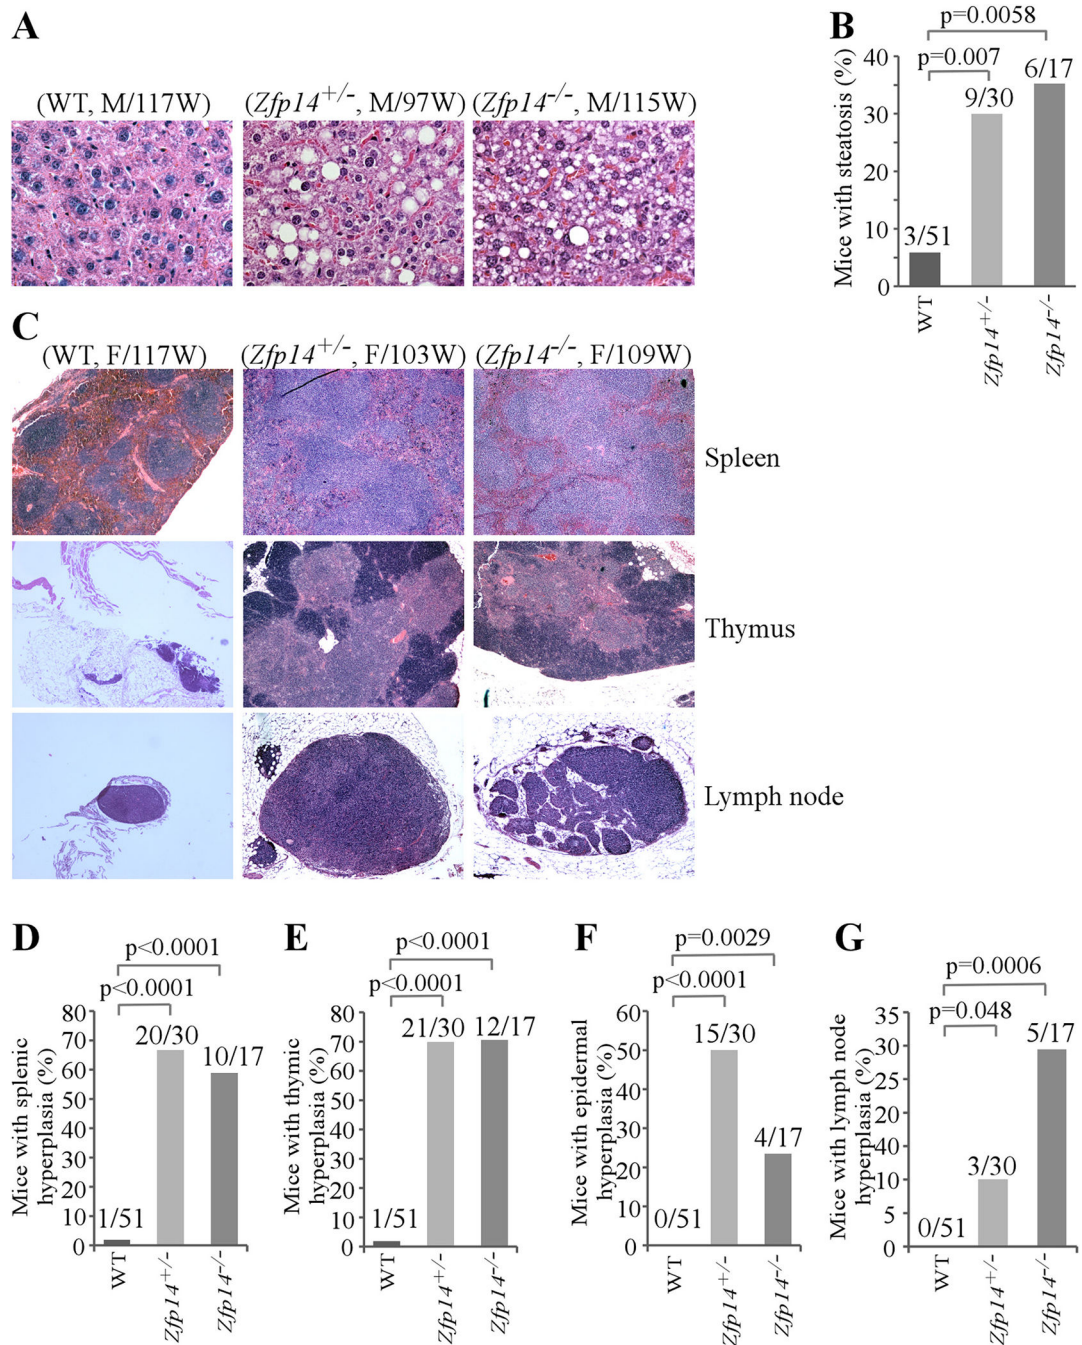 A
(WT, M/117W)
(Zfp14+/-, M/97W)
(Zfp14-/-, M/115W)
B
p=0.0058
p=0.007
Mice with steatosis (%)
40
30
20
10
0
3/51
9/30
6/17
WT
Zfp14+/-
Zfp14-/-
C
(WT, F/117W)
(Zfp14+/-, F/103W)
(Zfp14-/-, F/109W)
Spleen
Thymus
Lymph node
D
p<0.0001
p<0.0001
Mice with splenic
hyperplasia (%)
80
70
60
50
40
30
20
10
0
1/51
20/30
10/17
WT
Zfp14+/-
Zfp14-/-
E
p<0.0001
p<0.0001
Mice with thymic
hyperplasia (%)
80
70
60
50
40
30
20
10
0
1/51
21/30
12/17
WT
Zfp14+/-
Zfp14-/-
F
p=0.0029
p<0.0001
Mice with epidermal
hyperplasia (%)
60
50
40
30
20
10
0
0/51
15/30
4/17
WT
Zfp14+/-
Zfp14-/-
G
p=0.0006
p=0.048
Mice with lymph node
hyperplasia (%)
35
30
25
20
40
10
5
0
0/51
3/30
5/17
WT
Zfp14+/-
Zfp14-/-